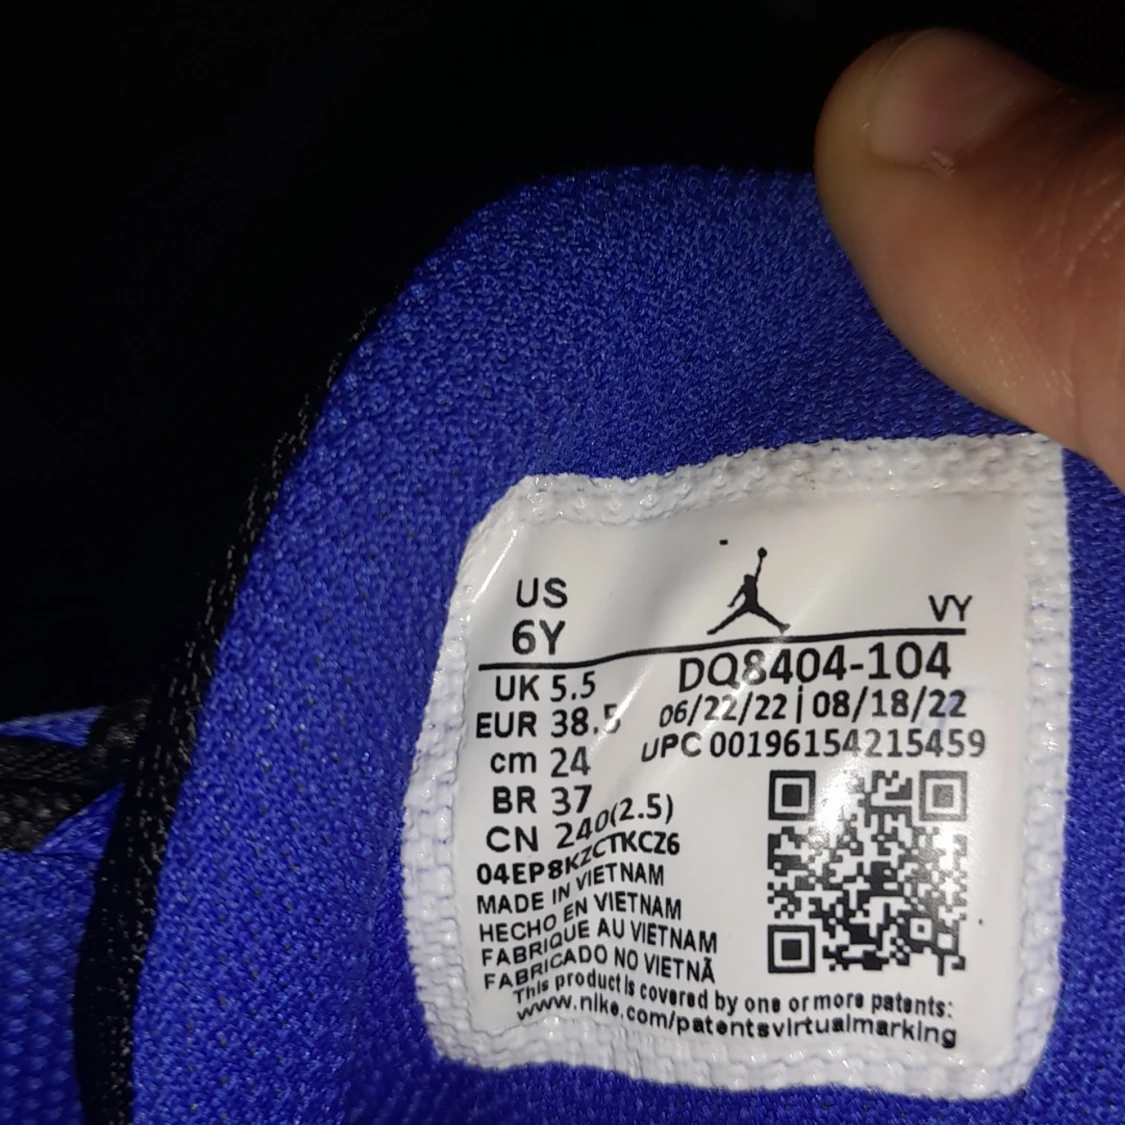 US
6Y
VY
UK 5.5
EUR 38.5
cm 24
BR 37
CN 240(2.5)
04EP8KZCTKCZ6
MADE IN VIETNAM
HECHO EN VIETNAM
FABRIQUE AU VIETNAM
FABRICADO NO VIETNÃ
DQ8404-104
06/22/22 | 08/18/22
UPC 00196154215459
This product is covered by one or more patents:
www.nike.com/patentsvirtualmarking